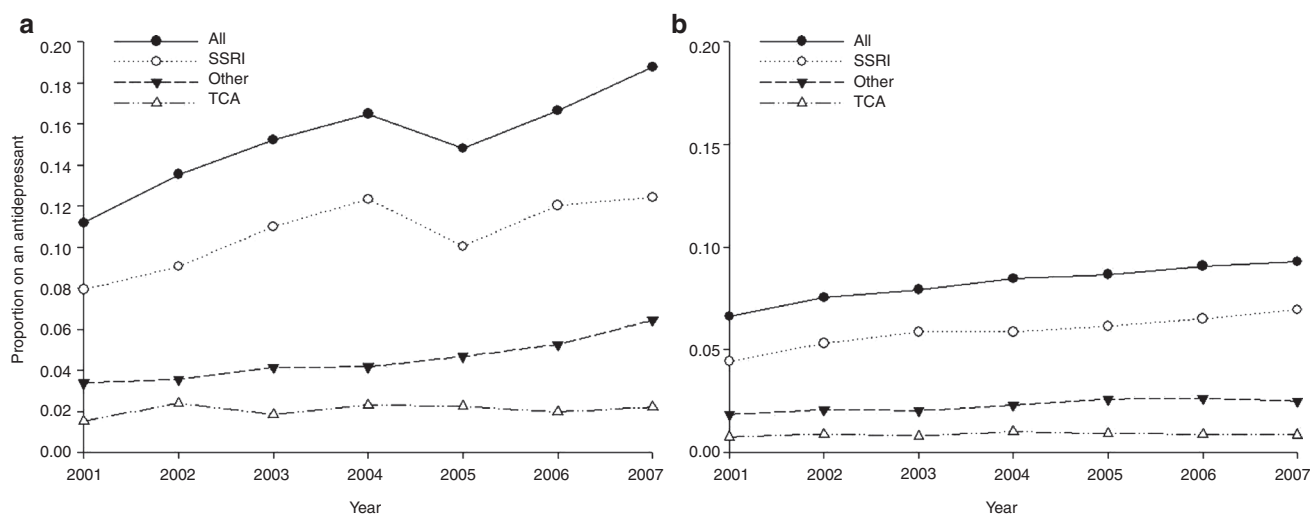 a
Proportion on an antidepressant
All
SSRI
Other
TCA
0.20
0.18
0.16
0.14
0.12
0.10
0.08
0.06
0.04
0.02
0.00
2001 2002 2003 2004 2005 2006 2007
Year
b
All
SSRI
Other
TCA
0.20
0.15
0.10
0.05
0.00
2001 2002 2003 2004 2005 2006 2007
Year